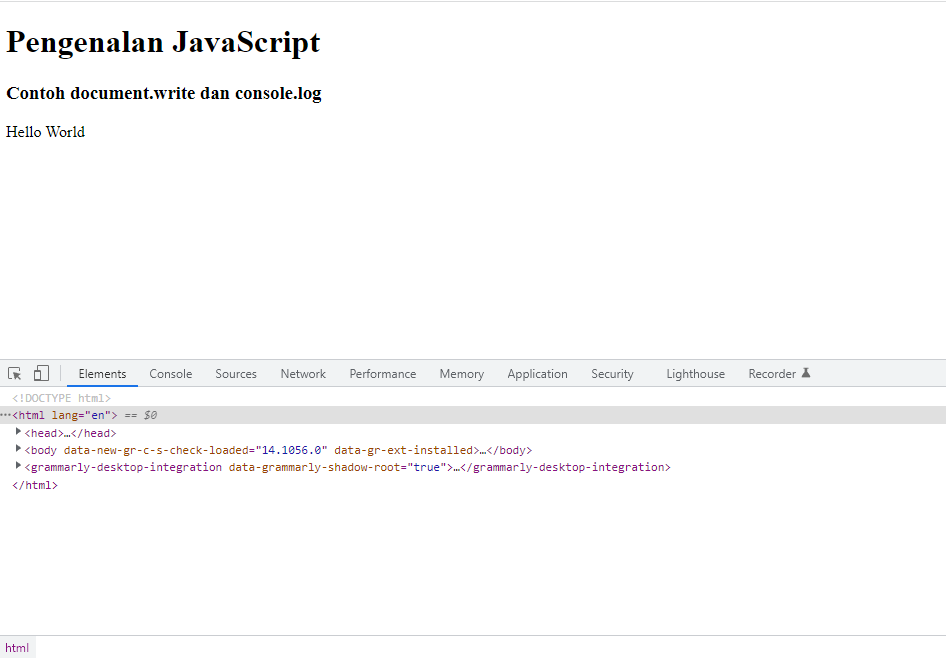 Pengenalan JavaScript
Contoh document.write dan console.log
Hello World
Elements Console Sources Network Performance Memory Application Security Lighthouse Recorder
<!DOCTYPE html>
···<html lang="en"> == $0
<head>…</head>
<body data-new-gr-c-s-check-loaded="14.1056.0" data-gr-ext-installed>…</body>
<grammarly-desktop-integration data-grammarly-shadow-root="true">…</grammarly-desktop-integration>
</html>
html